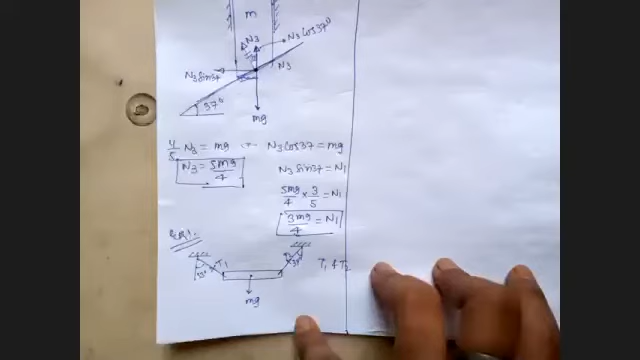 m
N3
N3 cos37°
N3 sin37
N3
37°
mg
4/5 N3 = mg
N3 cos37 = mg
N3 = 5mg/4
N3 sin37 = N1
5mg/4 × 3/5 = N1
3mg/4 = N1
T1
T1 & T2
mg